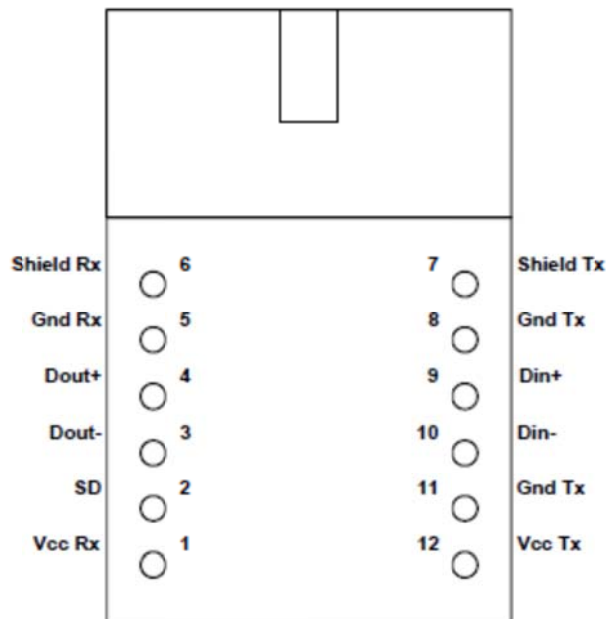 Shield Rx 6 7 Shield Tx
Gnd Rx 5 8 Gnd Tx
Dout+ 4 9 Din+
Dout- 3 10 Din-
SD 2 11 Gnd Tx
Vcc Rx 1 12 Vcc Tx